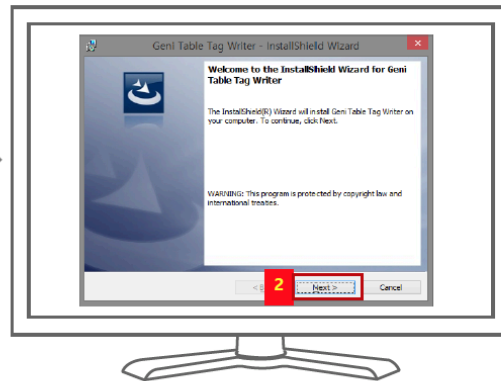 Geni Table Tag Writer - InstallShield Wizard
Welcome to the InstallShield Wizard for Geni
Table Tag Writer
The InstallShield(R) Wizard will install Geni Table Tag Writer on
your computer. To continue, click Next.
WARNING: This program is protected by copyright law and
international treaties.
2
Next >
Cancel